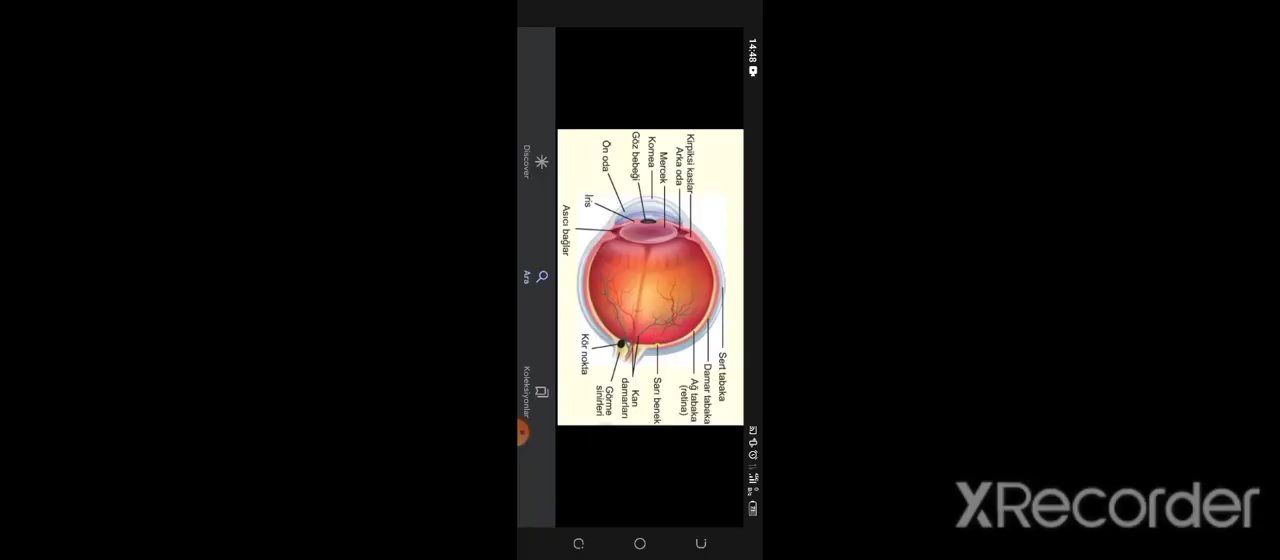 14:48
Kirpiksi kaslar
Arka oda
Mercek
Kornea
Göz bebeği
Ön oda
İris
Asıcı bağlar
Sert tabaka
Damar tabaka
Ağ tabaka
(retina)
Sarı benek
Kan
damarları
Görme
sinirleri
Kör nokta
Discover
Ara
Koleksiyonlar
XRecorder